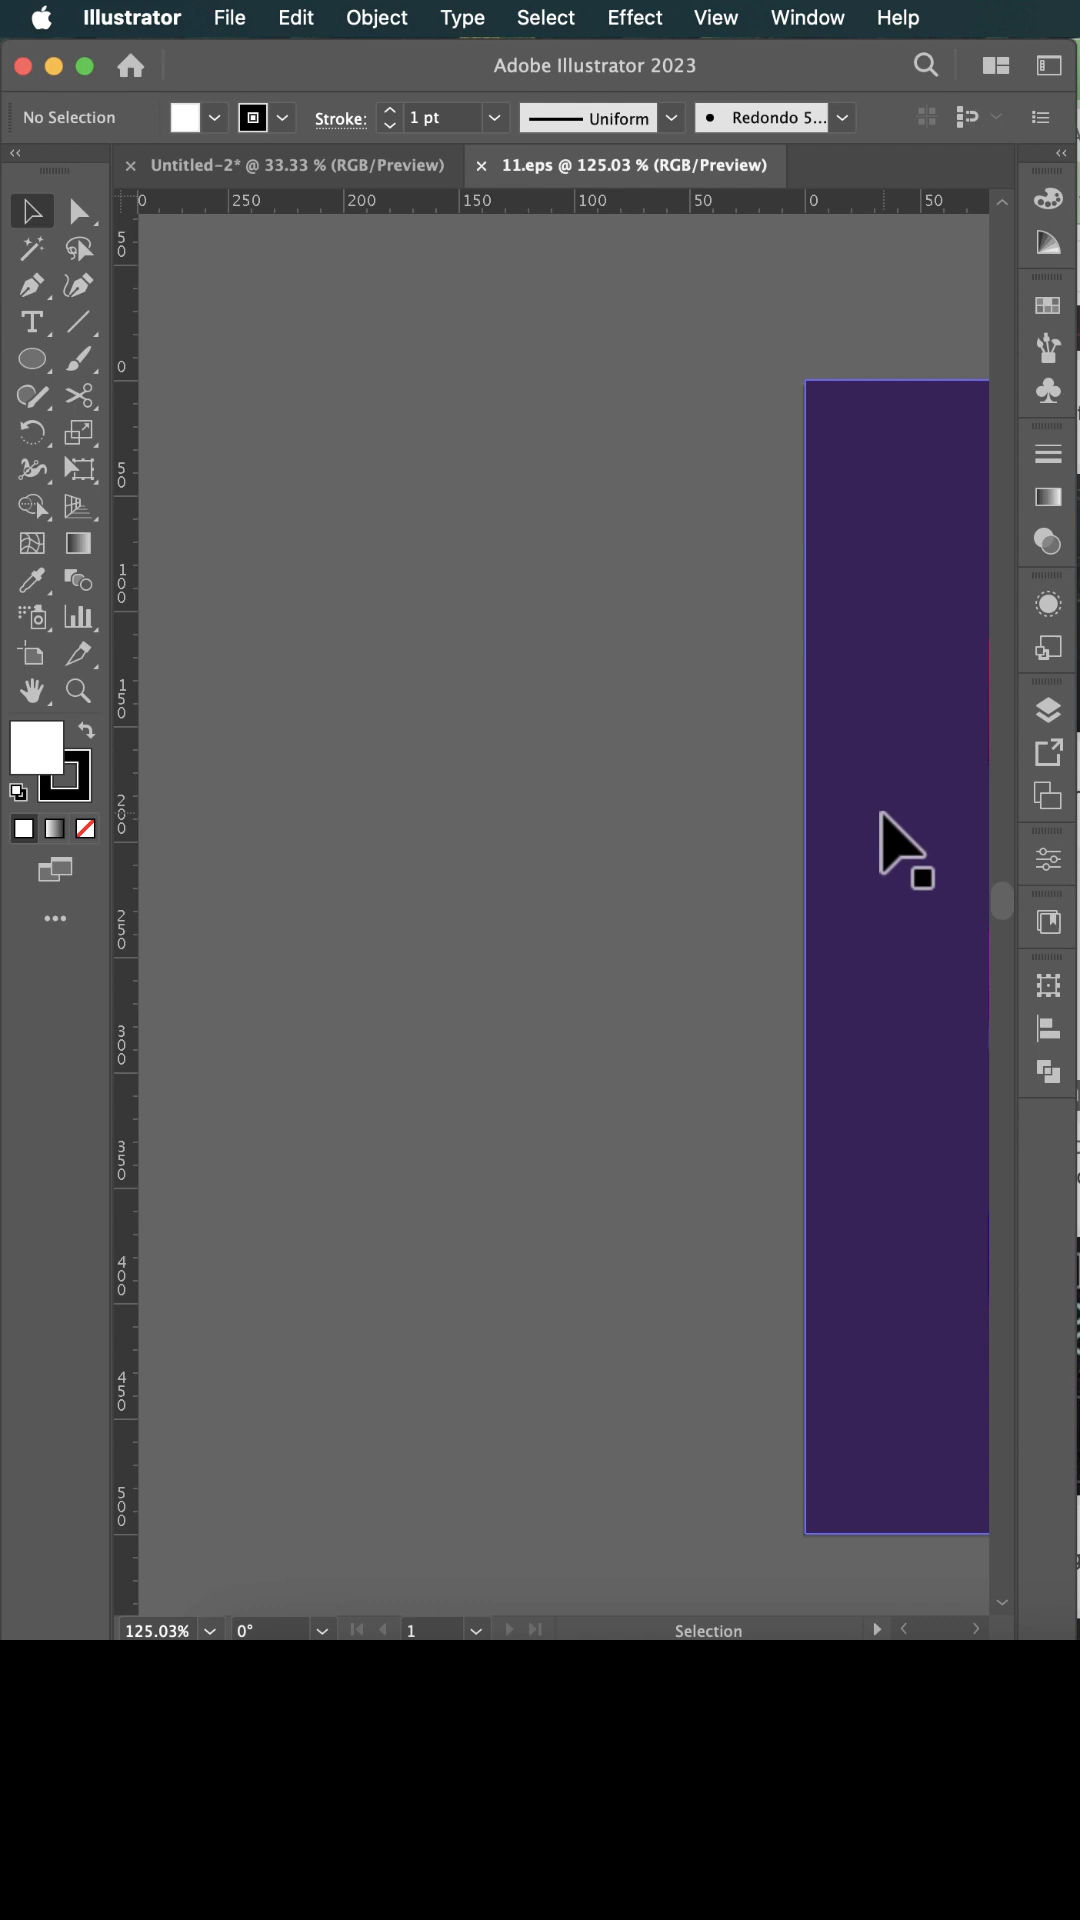 Illustrator File Edit Object Type Select Effect View Window Help
Adobe Illustrator 2023
No Selection Stroke: 1 pt Uniform Redondo 5...
Untitled-2* @ 33.33 % (RGB/Preview) 11.eps @ 125.03 % (RGB/Preview)
0 250 200 150 100 50 0 50
50
0
50
100
150
200
250
300
350
400
450
500
125.03% 0° 1 Selection